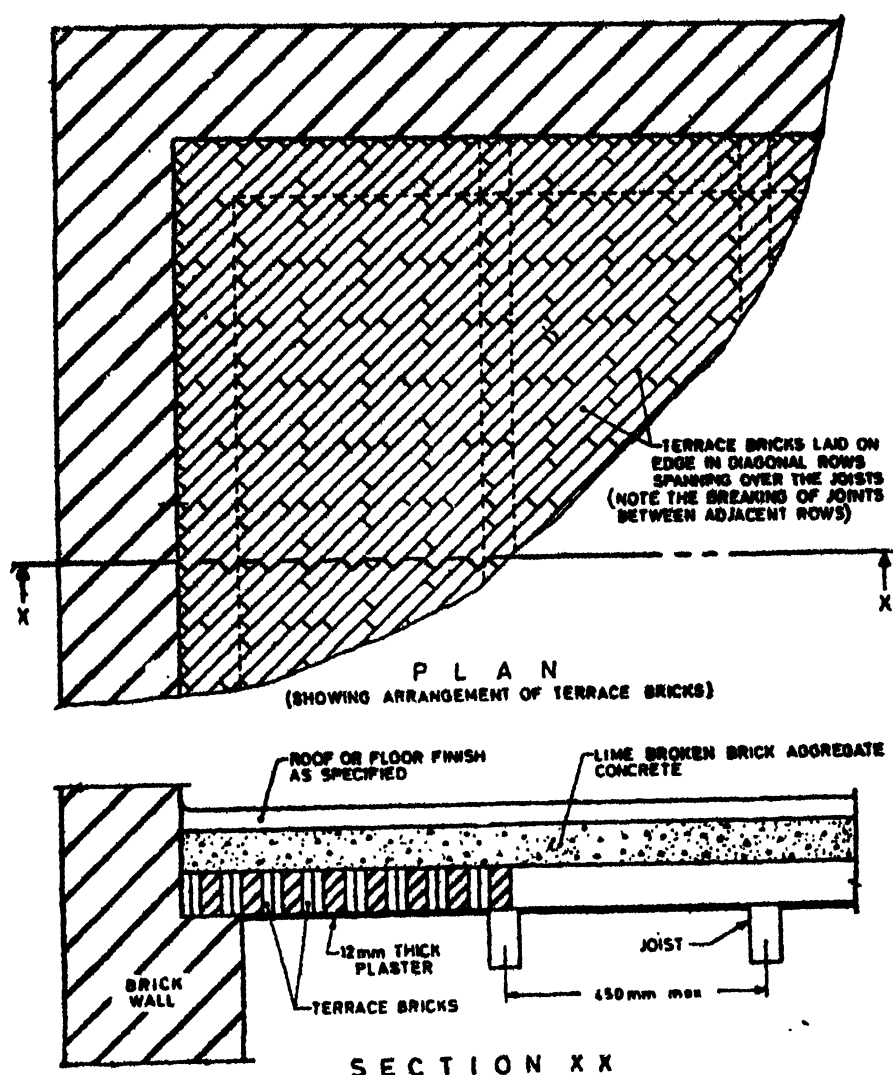 TERRACE BRICKS LAID ON
EDGE IN DIAGONAL ROWS
SPANNING OVER THE JOISTS
(NOTE THE BREAKING OF JOINTS
BETWEEN ADJACENT ROWS)
X
X
PLAN
(SHOWING ARRANGEMENT OF TERRACE BRICKS)
ROOF OR FLOOR FINISH
AS SPECIFIED
LIME BROKEN BRICK AGGREGATE
CONCRETE
12mm THICK
PLASTER
JOIST
BRICK
WALL
TERRACE BRICKS
450mm max
SECTION XX